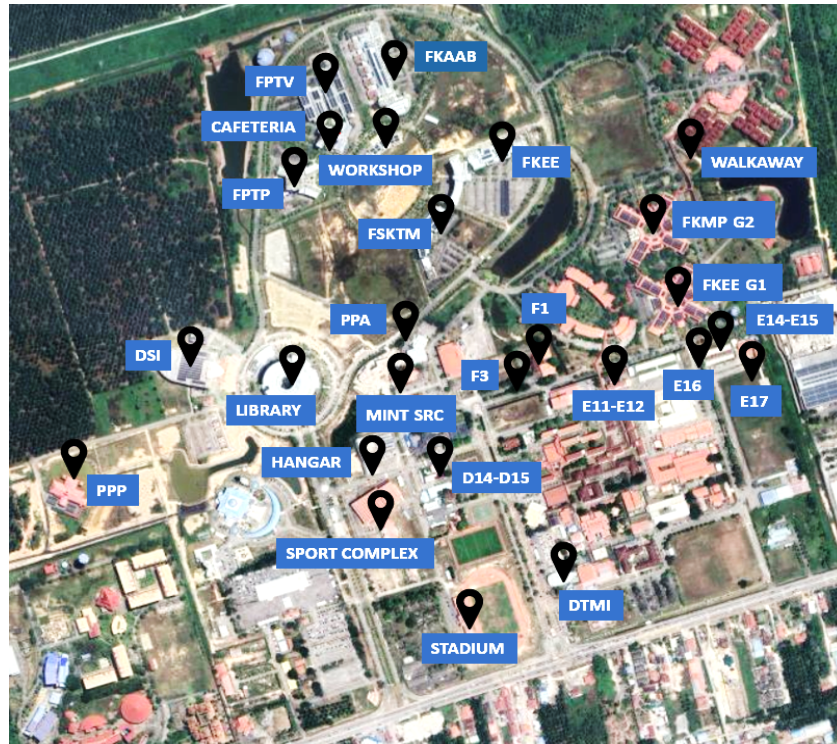 FKAAB
FPTV
CAFETERIA
WORKSHOP
FKEE
WALKAWAY
FPTP
FSKTM
FKMP G2
FKEE G1
F1
PPA
E14-E15
DSI
F3
E16
E17
LIBRARY
MINT SRC
E11-E12
HANGAR
D14-D15
PPP
SPORT COMPLEX
DTMI
STADIUM